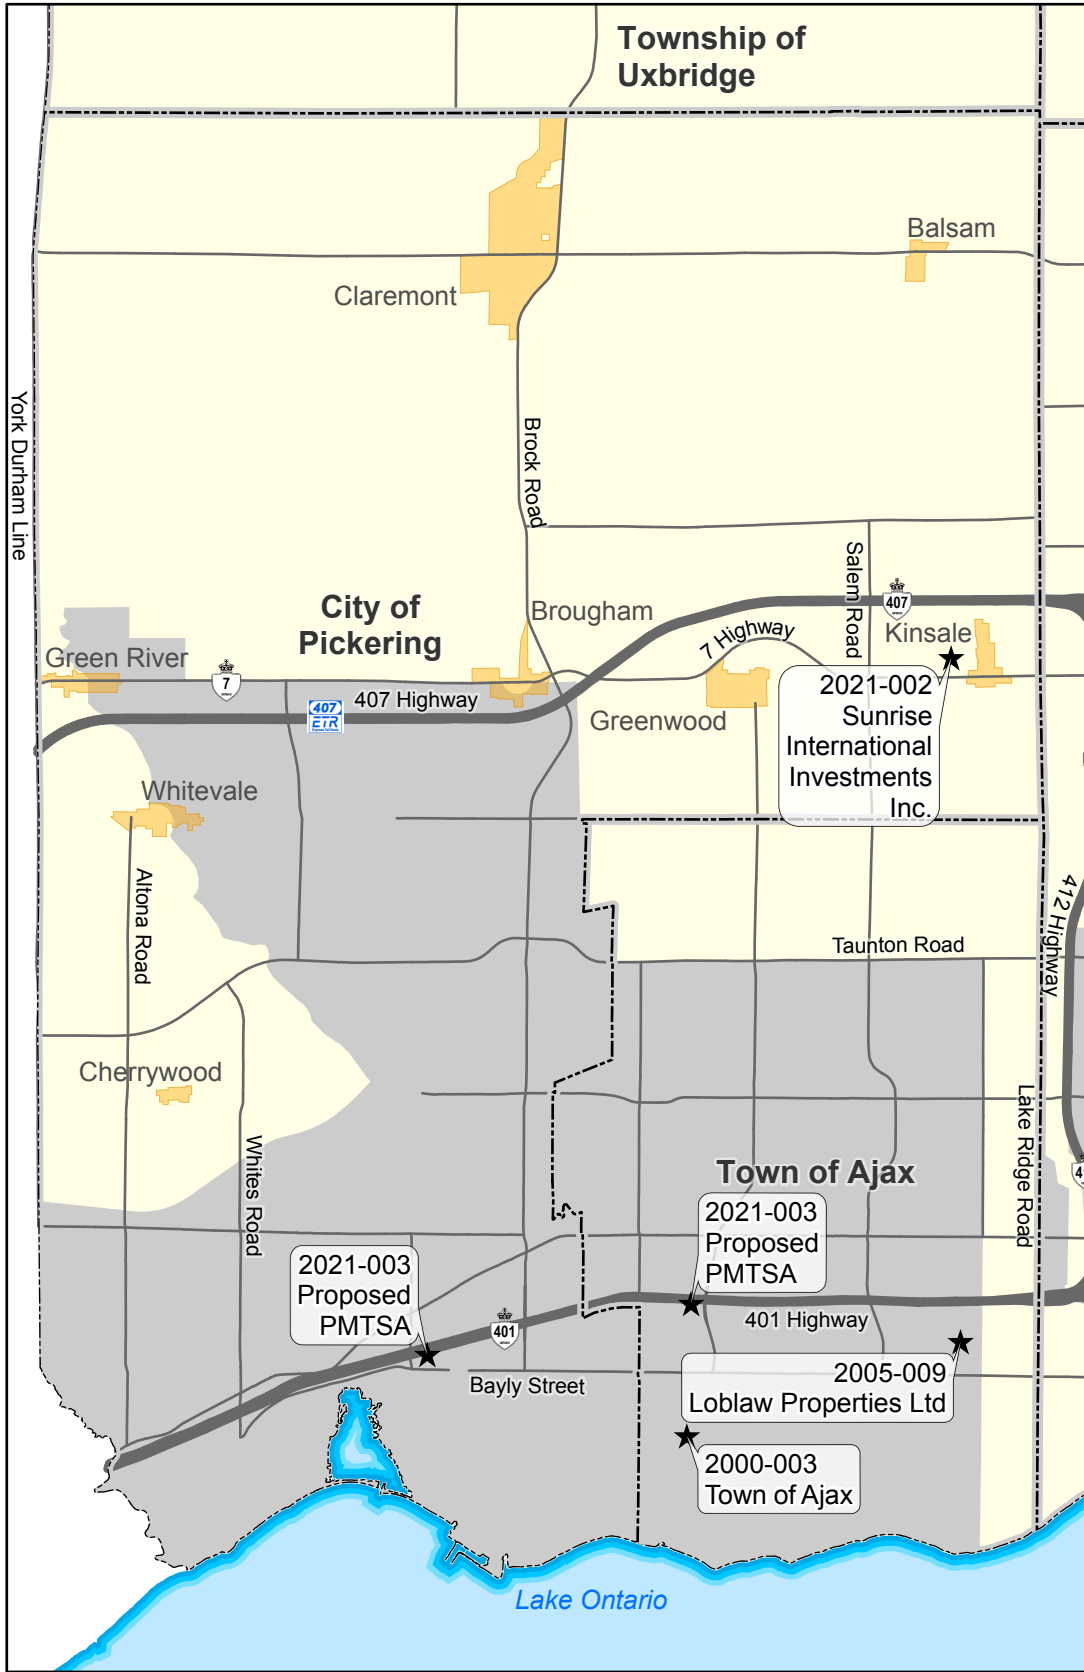 Township of
Uxbridge
Balsam
Claremont
York Durham Line
Brock Road
Salem Road
407
City of
Pickering
Brougham
Kinsale
7 Highway
Green River
7
407 Highway
407
ETR
Greenwood
2021-002
Sunrise
International
Investments
Inc.
Whitevale
Altona Road
412 Highway
Taunton Road
Cherrywood
Lake Ridge Road
Whites Road
Town of Ajax
41
2021-003
Proposed
PMTSA
2021-003
Proposed
PMTSA
401
401 Highway
2005-009
Loblaw Properties Ltd
Bayly Street
2000-003
Town of Ajax
Lake Ontario